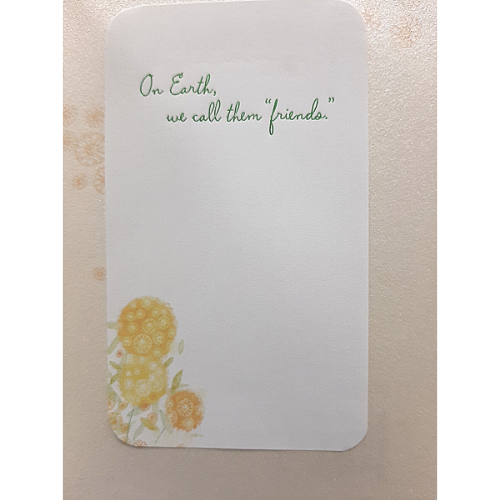 On Earth,
we call them "friends."